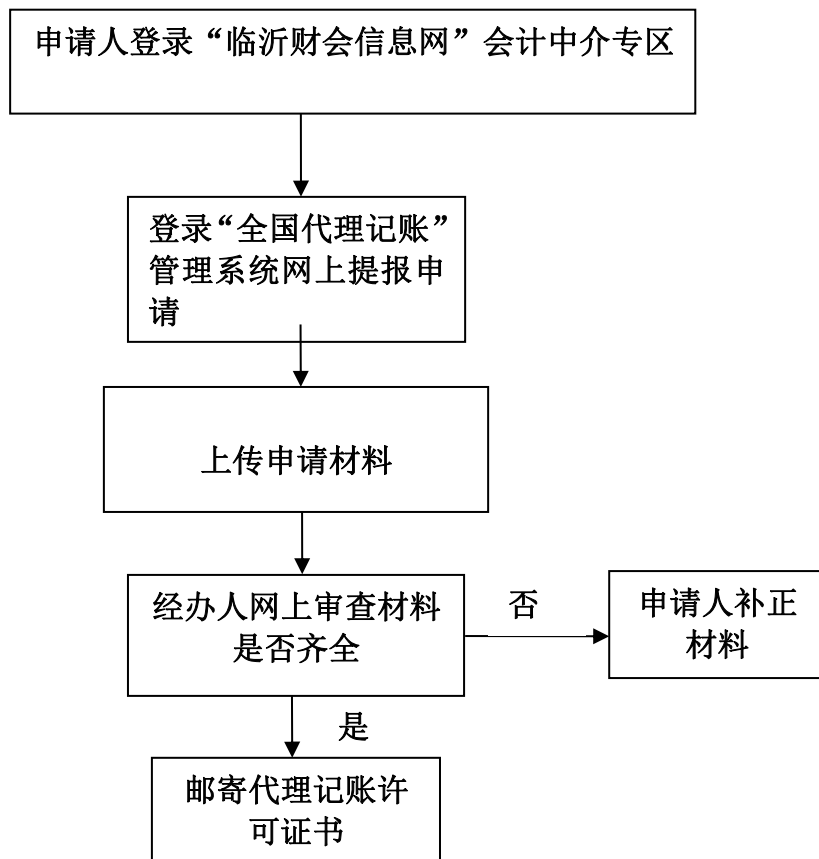 申请人登录“临沂财会信息网”会计中介专区
登录“全国代理记账”
管理系统网上提报申
请
上传申请材料
经办人网上审查材料
是否齐全
否
申请人补正
材料
是
邮寄代理记账许
可证书